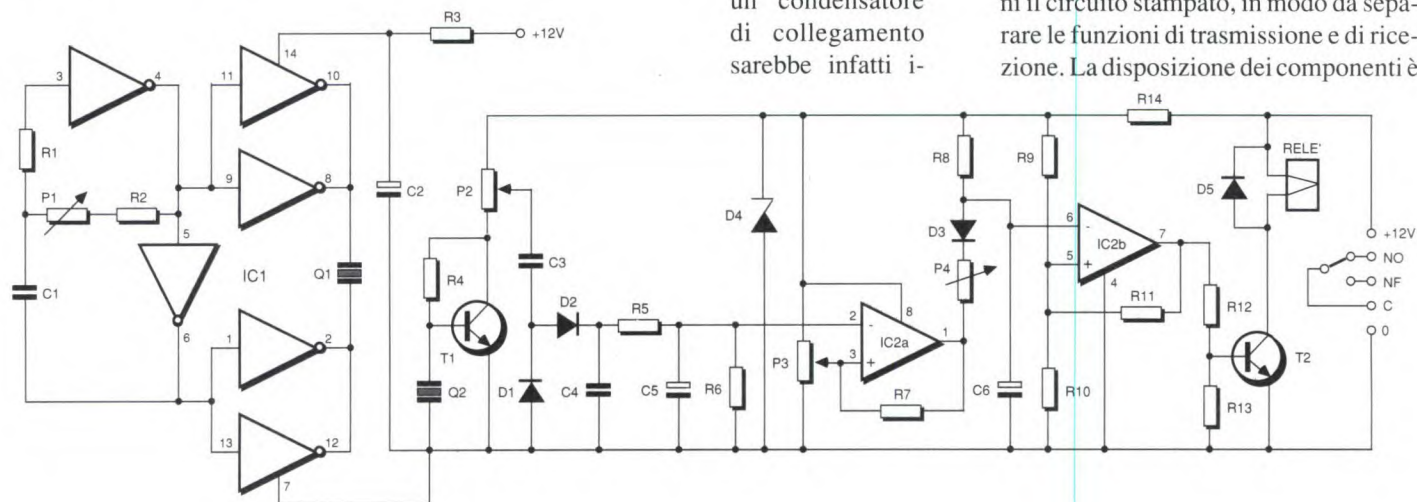 un condensatore
di collegamento
sarebbe infatti i-
ni il circuito stampato, in modo da sepa-
rare le funzioni di trasmissione e di rice-
zione. La disposizione dei componenti è
R3
+12V
14
3
4
11
10
R1
9
8
P1
R2
C2
5
IC1
Q1
C1
6
1
2
13
12
7
R14
RELE'
P2
R8
R9
D5
D4
C3
R4
D3
6
-
IC2b
7
+12V
5
+
4
NO
P4
NF
D2
R5
R11
R12
C
2
-
8
IC2a
1
0
T1
P3
3
+
T2
Q2
D1
C4
C5
R6
R7
C6
R10
R13